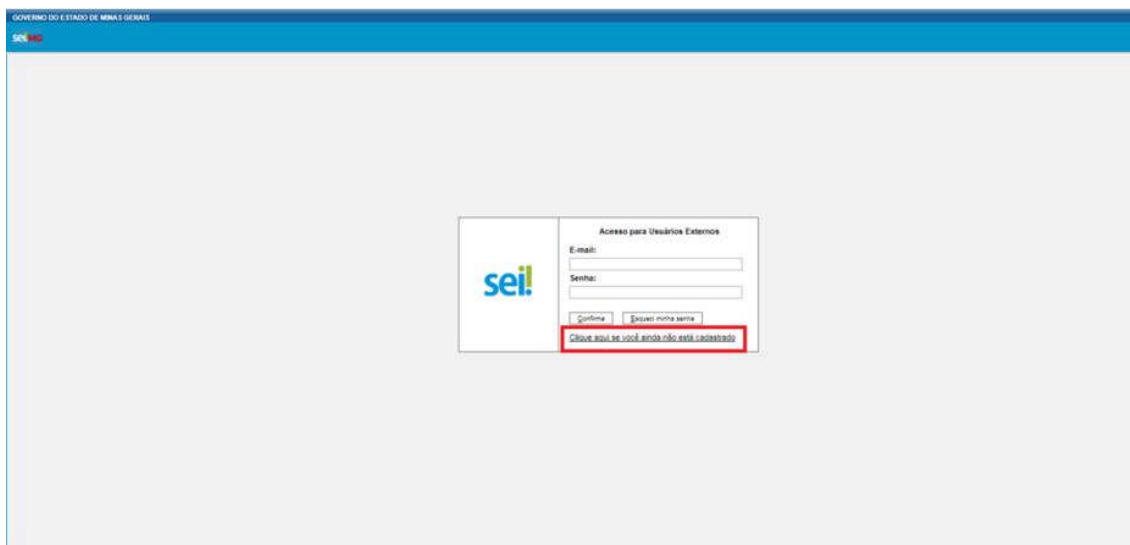 GOVERNO DO ESTADO DE MINAS GERAIS
sei!MG
Acesso para Usuários Externos
E-mail:
sei!
Senha:
Confirma Esqueci minha senha
Clique aqui se você ainda não está cadastrado